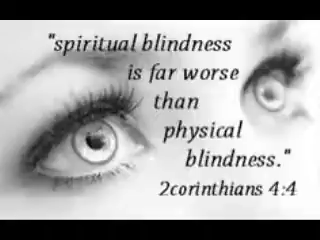 "spiritual blindness
is far worse
than
physical
blindness."
2corinthians 4:4